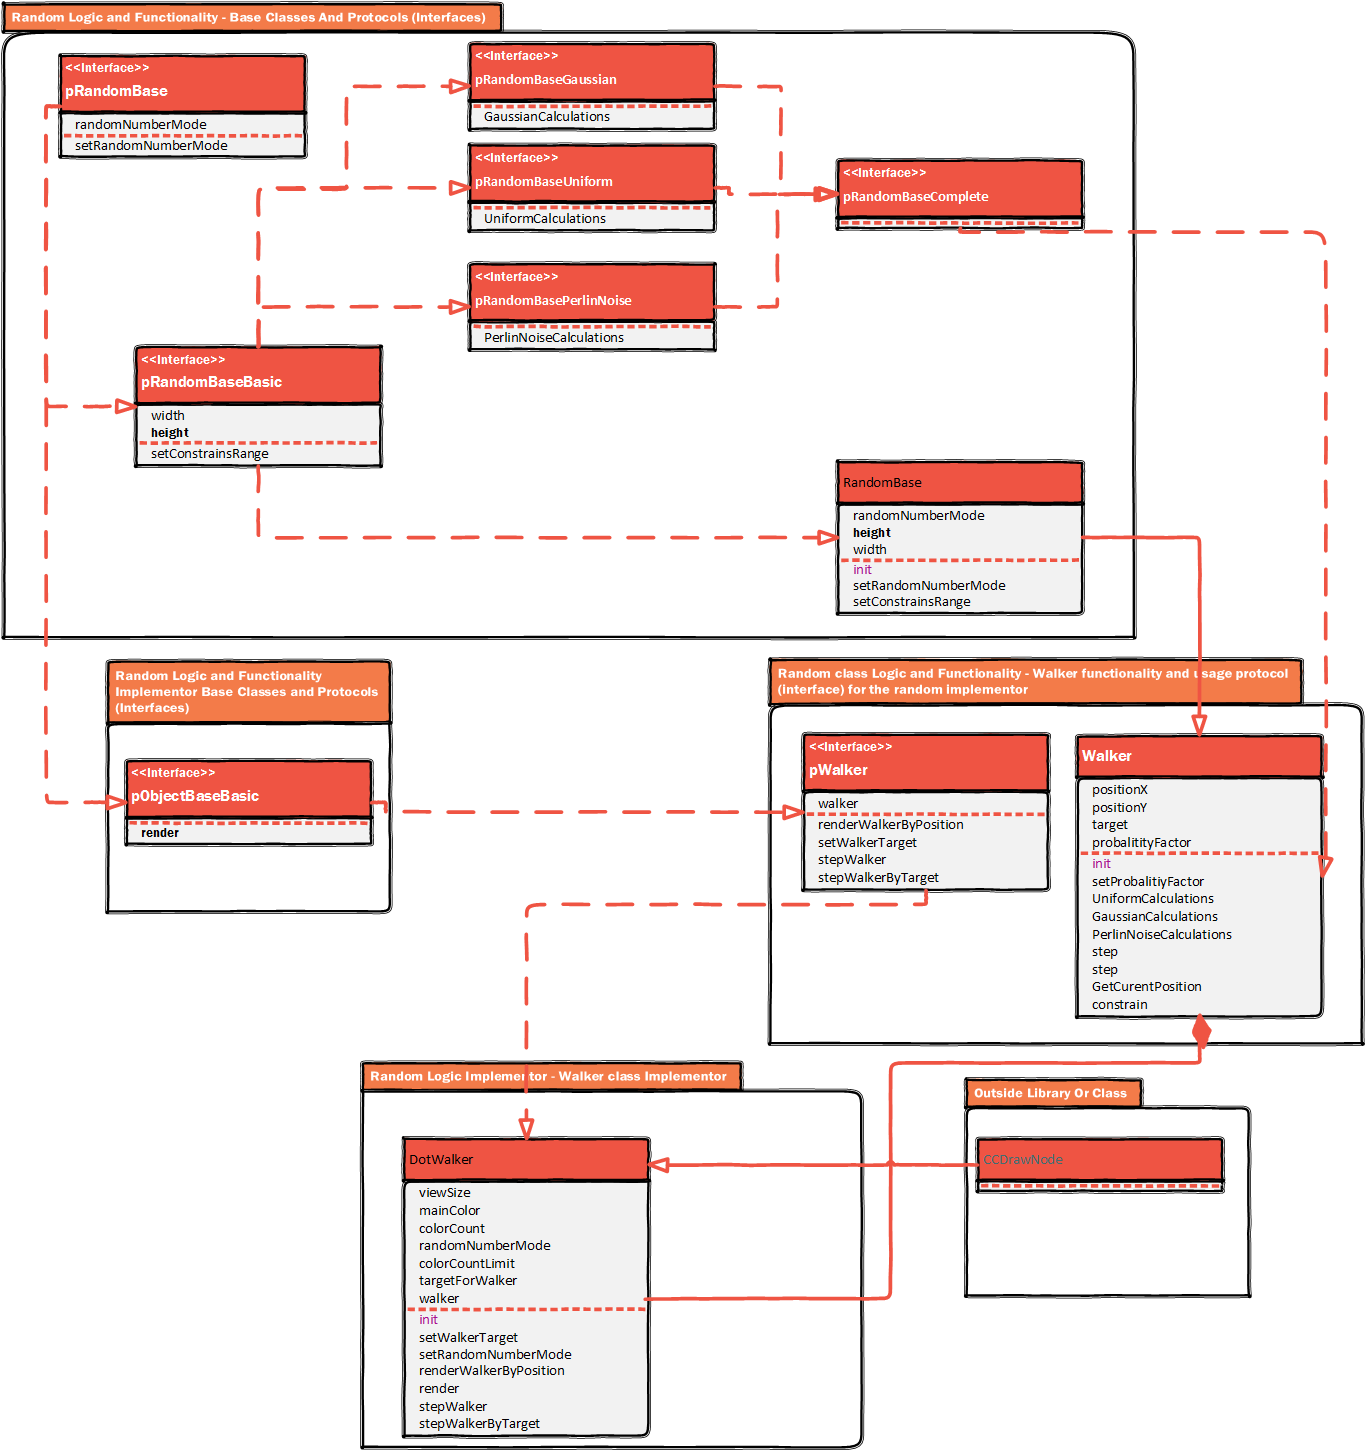 Random Logic and Functionality - Base Classes And Protocols (Interfaces)
<<Interface>>
pRandomBase
randomNumberMode
setRandomNumberMode
<<Interface>>
pRandomBaseGaussian
GaussianCalculations
<<Interface>>
pRandomBaseUniform
UniformCalculations
<<Interface>>
pRandomBaseComplete
<<Interface>>
pRandomBasePerlinNoise
PerlinNoiseCalculations
<<Interface>>
pRandomBaseBasic
width
height
setConstrainsRange
RandomBase
randomNumberMode
height
width
init
setRandomNumberMode
setConstrainsRange
Random Logic and Functionality
Implementor Base Classes and Protocols
(Interfaces)
<<Interface>>
pObjectBaseBasic
render
Random class Logic and Functionality - Walker functionality and usage protocol
(interface) for the random implementor
<<Interface>>
pWalker
walker
renderWalkerByPosition
setWalkerTarget
stepWalker
stepWalkerByTarget
Walker
positionX
positionY
target
probalitityFactor
init
setProbalitiyFactor
UniformCalculations
GaussianCalculations
PerlinNoiseCalculations
step
step
GetCurentPosition
constrain
Random Logic Implementor - Walker class Implementor
DotWalker
viewSize
mainColor
colorCount
randomNumberMode
colorCountLimit
targetForWalker
walker
init
setWalkerTarget
setRandomNumberMode
renderWalkerByPosition
render
stepWalker
stepWalkerByTarget
Outside Library Or Class
CCDrawNode